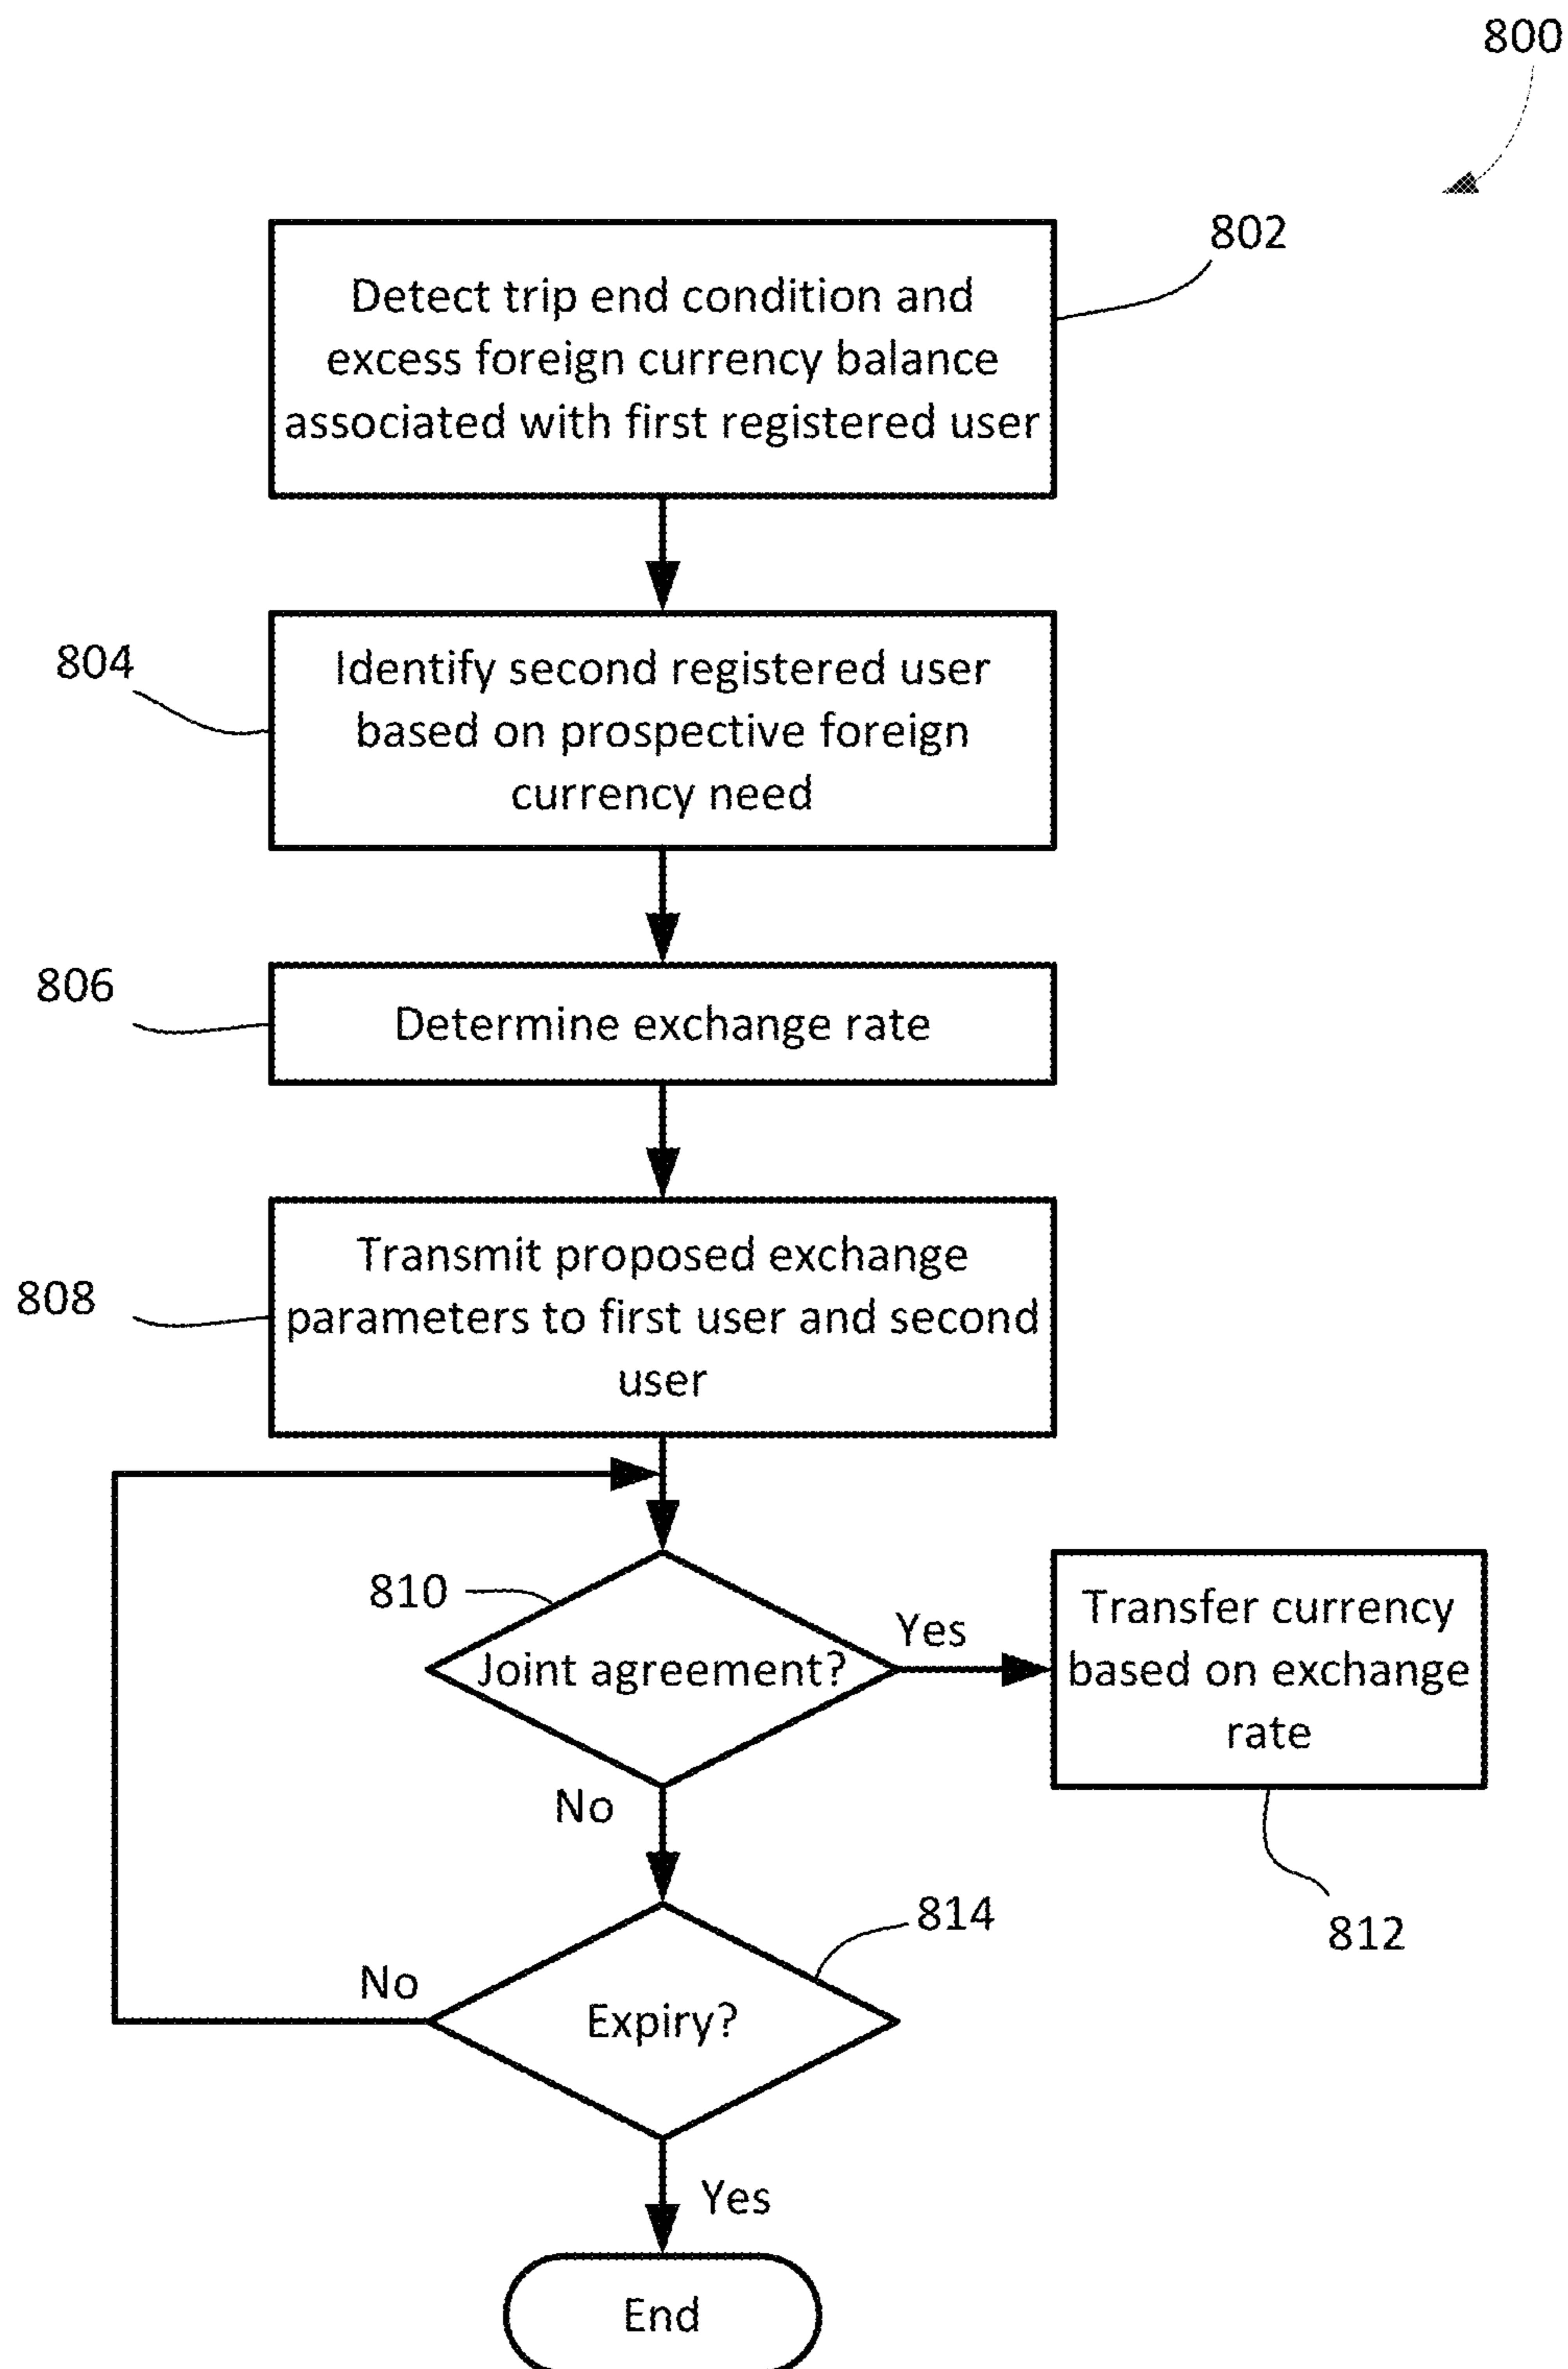 800
802
Detect trip end condition and
excess foreign currency balance
associated with first registered user
804
Identify second registered user
based on prospective foreign
currency need
806
Determine exchange rate
808
Transmit proposed exchange
parameters to first user and second
user
810
Joint agreement?
Yes
Transfer currency
based on exchange
rate
812
No
814
Expiry?
No
Yes
End